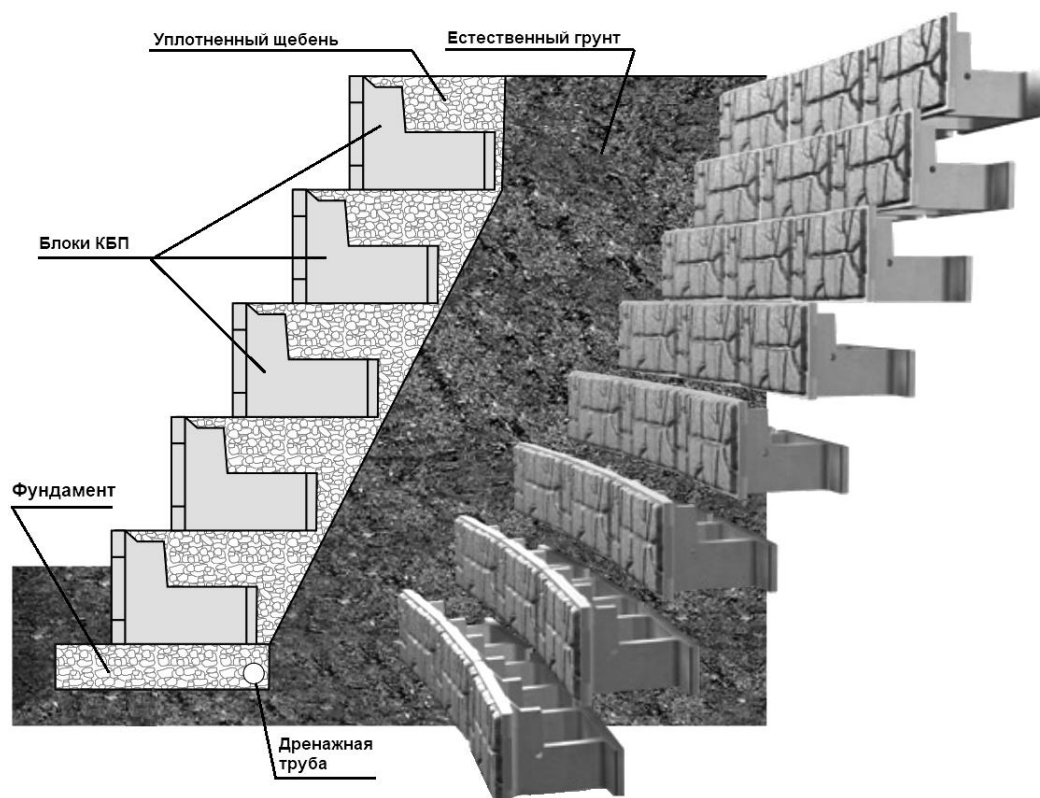 Уплотненный щебень
Естественный грунт
Блоки КБП
Фундамент
Дренажная
труба